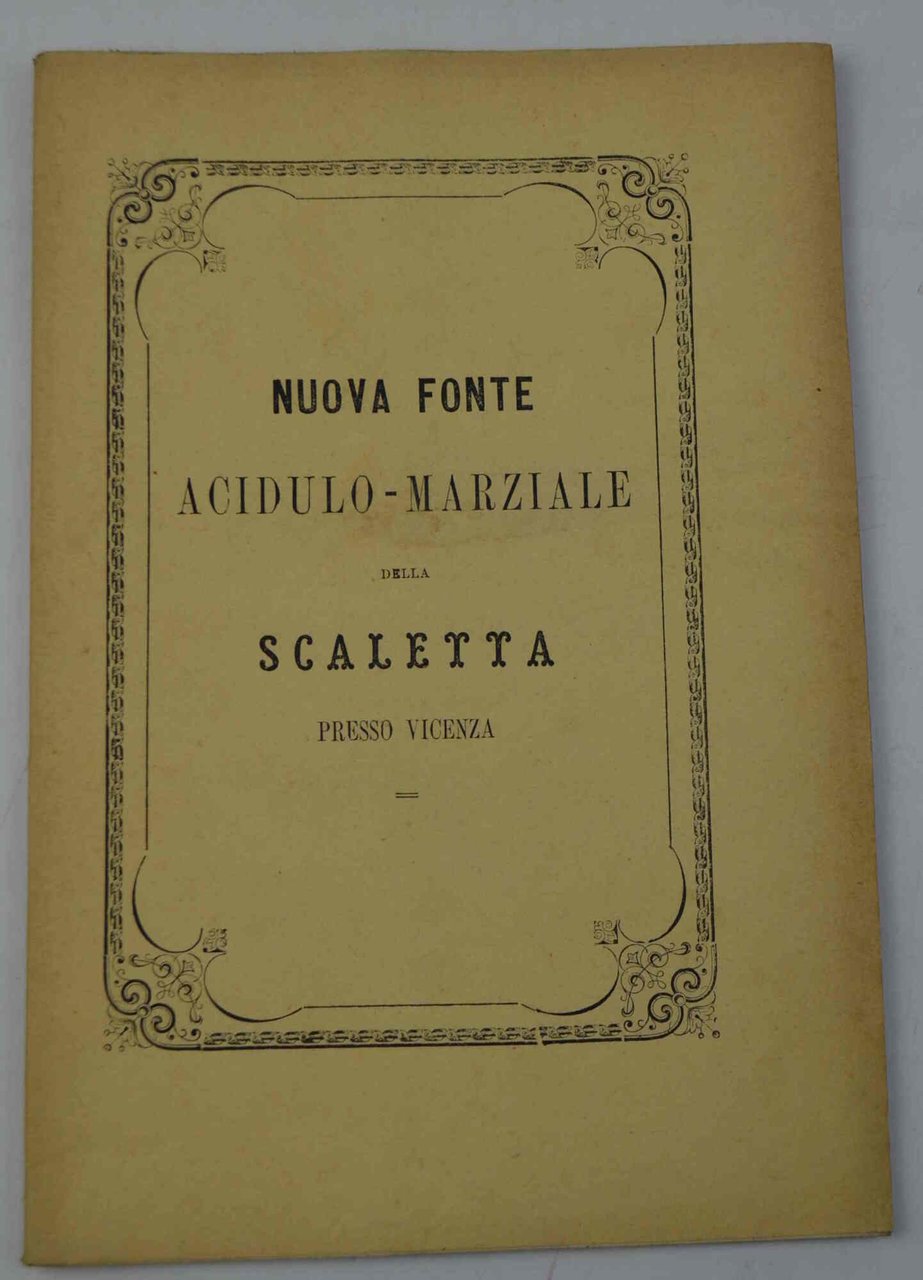 NUOVA FONTE
ACIDULO-MARZIALE
DELLA
SCALETTA
PRESSO VICENZA